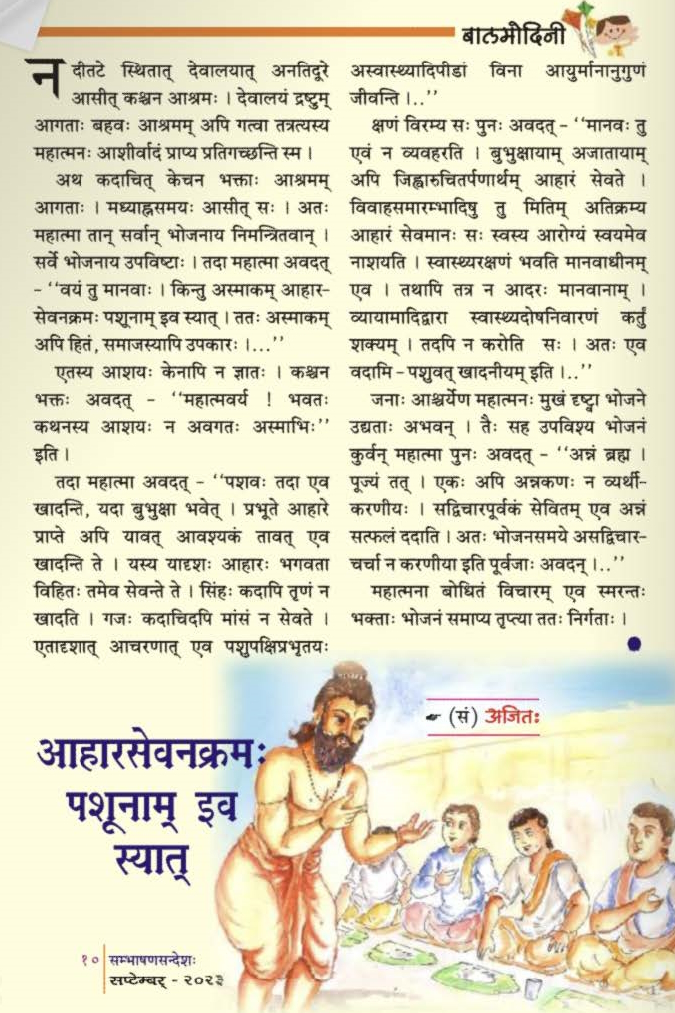 बालमोदिनी
नदीतटे स्थितात् देवालयात् अनतिदूरे
आसीत् कश्चन आश्रमः । देवालयं द्रष्टुम्
आगताः बहवः आश्रमम् अपि गत्वा तत्रत्यस्य
महात्मनः आशीर्वादं प्राप्य प्रतिगच्छन्ति स्म ।
अथ कदाचित् केचन भक्ताः आश्रमम्
आगताः । मध्याह्नसमयः आसीत् सः । अतः
महात्मा तान् सर्वान् भोजनाय निमन्त्रितवान् ।
सर्वे भोजनाय उपविष्टाः । तदा महात्मा अवदत्
- ‘‘वयं तु मानवाः । किन्तु अस्माकम् आहार-
सेवनक्रमः पशूनाम् इव स्यात् । ततः अस्माकम्
अपि हितं, समाजस्यापि उपकारः ।...’’
एतस्य आशयः केनापि न ज्ञातः । कश्चन
भक्तः अवदत् - ‘‘महात्मवर्य ! भवतः
कथनस्य आशयः न अवगतः अस्माभिः’’
इति ।
तदा महात्मा अवदत् - ‘‘पशवः तदा एव
खादन्ति, यदा बुभुक्षा भवेत् । प्रभूते आहारे
प्राप्ते अपि यावत् आवश्यकं तावत् एव
खादन्ति ते । यस्य यादृशः आहारः भगवता
विहितः तमेव सेवन्ते ते । सिंहः कदापि तृणं न
खादति । गजः कदाचिदपि मांसं न सेवते ।
एतादृशात् आचरणात् एव पशुपक्षिप्रभृतयः
अस्वास्थ्यादिपीडां विना आयुर्मानानुगुणं
जीवन्ति ।..’’
क्षणं विरम्य सः पुनः अवदत् - ‘‘मानवः तु
एवं न व्यवहरति । बुभुक्षायाम् अजातायाम्
अपि जिह्वारुचितर्पणार्थम् आहारं सेवते ।
विवाहसमारम्भादिषु तु मितिम् अतिक्रम्य
आहारं सेवमानः सः स्वस्य आरोग्यं स्वयमेव
नाशयति । स्वास्थ्यरक्षणं भवति मानवाधीनम्
एव । तथापि तत्र न आदरः मानवानाम् ।
व्यायामादिद्वारा स्वास्थ्यदोषनिवारणं कर्तुं
शक्यम् । तदपि न करोति सः । अतः एव
वदामि - पशुवत् खादनीयम् इति ।..’’
जनाः आश्चर्येण महात्मनः मुखं दृष्ट्वा भोजने
उद्यताः अभवन् । तैः सह उपविश्य भोजनं
कुर्वन् महात्मा पुनः अवदत् - ‘‘अन्नं ब्रह्म ।
पूज्यं तत् । एकः अपि अन्नकणः न व्यर्थी-
करणीयः । सद्विचारपूर्वकं सेवितम् एव अन्नं
सत्फलं ददाति । अतः भोजनसमये असद्विचार-
चर्चा न करणीया इति पूर्वजाः अवदन् ।..’’
महात्मना बोधितं विचारम् एव स्मरन्तः
भक्ताः भोजनं समाप्य तृप्त्या ततः निर्गताः ।
☛ (सं) अजितः
आहारसेवनक्रमः
पशूनाम् इव
स्यात्
१० सम्भाषणसन्देशः
सप्टेम्बर् - २०२३